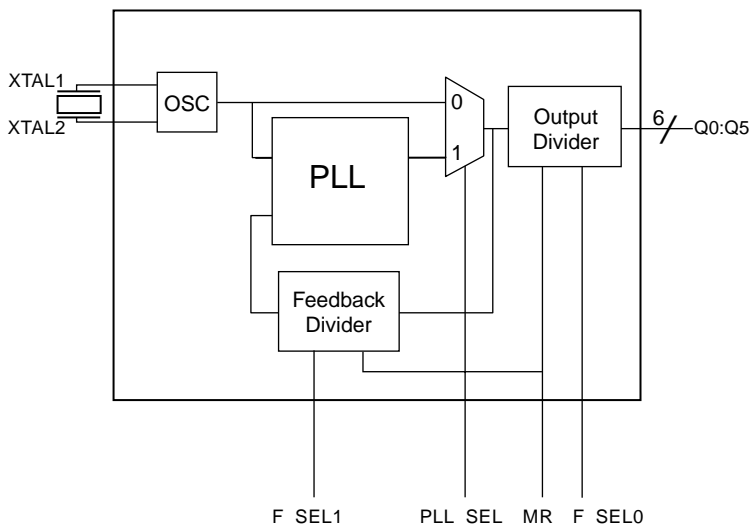 XTAL1
OSC
XTAL2
0
1
PLL
Output
Divider
6
Q0:Q5
Feedback
Divider
F SEL1
PLL SEL
MR
F SEL0